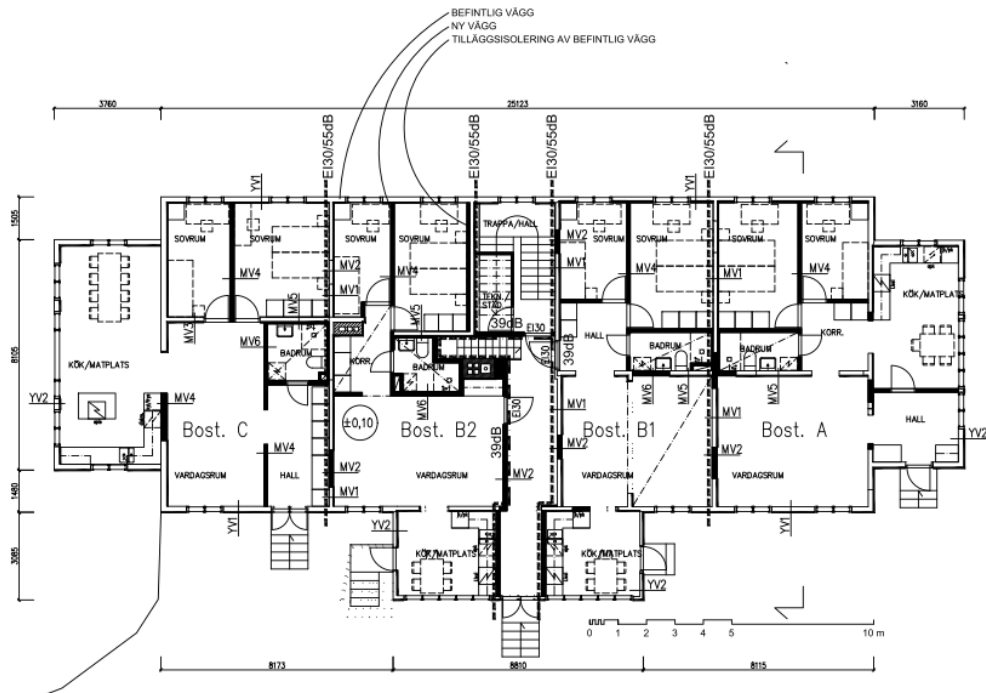 BEFINTLIG VÄGG
NY VÄGG
TILLÄGGSISOLERING AV BEFINTLIG VÄGG
3760
25123
3160
EI30/55dB
EI30/55dB
EI30/55dB
EI30/55dB
YV1
YV1
1505
SOVRUM
SOVRUM
SOVRUM
SOVRUM
TRAPPA/HALL
SOVRUM
SOVRUM
SOVRUM
SOVRUM
MV2
MV2
MV4
MV4
MV1
MV4
MV1
MV4
MV1
KÖK/MATPLATS
MV5
MV5
TEKN./
STÄD
39dB
EI30
MV3
MV6
BADRUM
KORR.
BADRUM
EI30
39dB
HALL
BADRUM
BADRUM
KORR.
8105
KÖK/MATPLATS
YV2
MV4
MV6
EI30
MV6
MV5
MV5
MV1
MV1
Bost. C
±0,10
Bost. B2
Bost. B1
Bost. A
HALL
YV2
MV4
39dB
MV2
MV2
VARDAGSRUM
HALL
MV2
VARDAGSRUM
MV2
VARDAGSRUM
VARDAGSRUM
1480
MV1
YV1
YV2
YV1
3085
KÖK/MATPLATS
KÖK/MATPLATS
YV2
0 1 2 3 4 5 10 m
8173
8810
8115